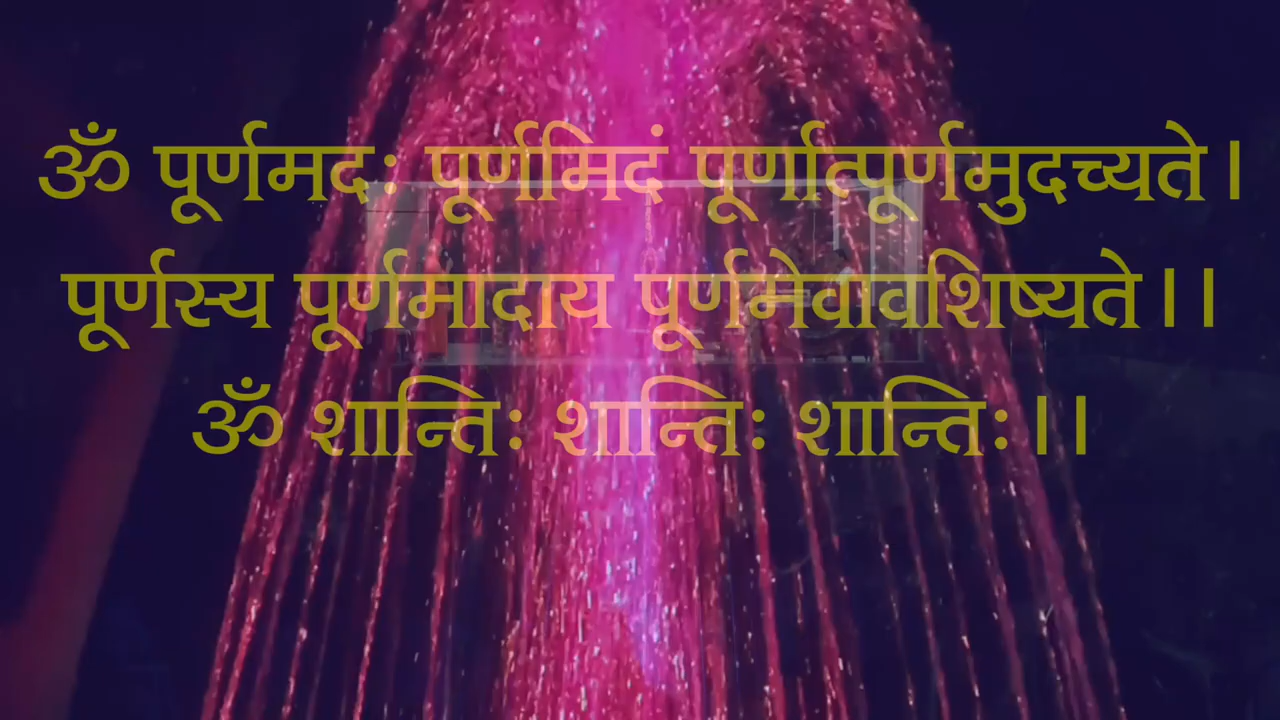 ॐ पूर्णमदः पूर्णमिदं पूर्णात्पूर्णमुदच्यते।
पूर्णस्य पूर्णमादाय पूर्णमेवावशिष्यते।।
ॐ शान्तिः शान्तिः शान्तिः।।